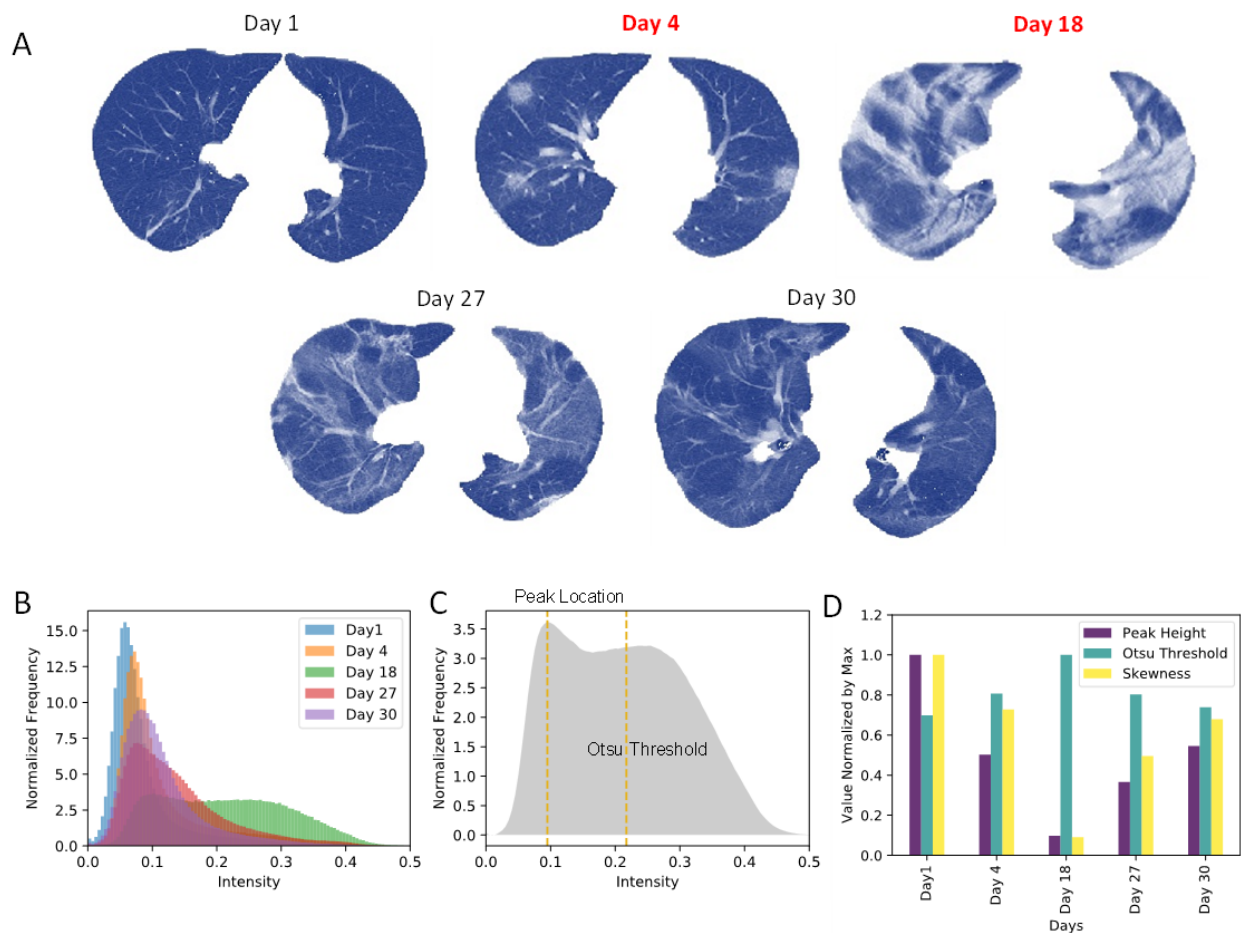 A
Day 1
Day 4
Day 18
Day 27
Day 30
B
Normalized Frequency
15.0
12.5
10.0
7.5
5.0
2.5
0.0
0.0 0.1 0.2 0.3 0.4 0.5
Intensity
Day1
Day 4
Day 18
Day 27
Day 30
C
Peak Location
Normalized Frequency
3.5
3.0
2.5
2.0
1.5
1.0
0.5
0.0
Otsu Threshold
0.0 0.1 0.2 0.3 0.4 0.5
Intensity
D
Value Normalized by Max
1.2
1.0
0.8
0.6
0.4
0.2
0.0
Peak Height
Otsu Threshold
Skewness
Day1
Day 4
Day 18
Day 27
Day 30
Days